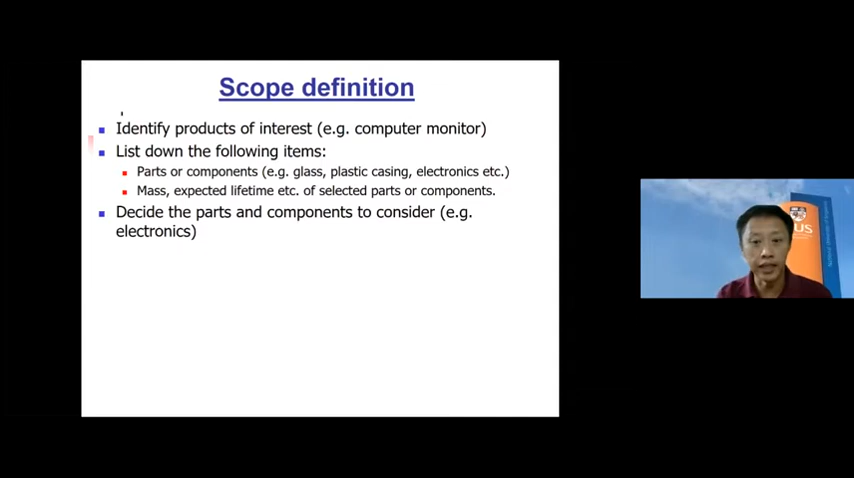 Scope definition
Identify products of interest (e.g. computer monitor)
List down the following items:
Parts or components (e.g. glass, plastic casing, electronics etc.)
Mass, expected lifetime etc. of selected parts or components.
Decide the parts and components to consider (e.g.
electronics)
US